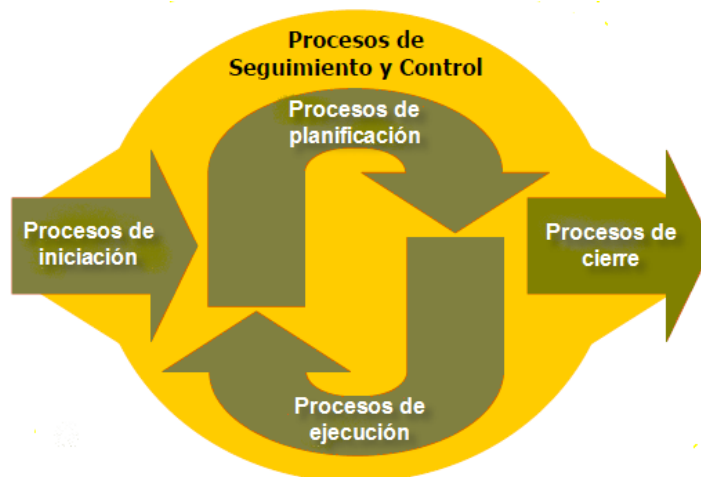 Procesos de
Seguimiento y Control
Procesos de
planificación
Procesos de
iniciación
Procesos de
cierre
Procesos de
ejecución